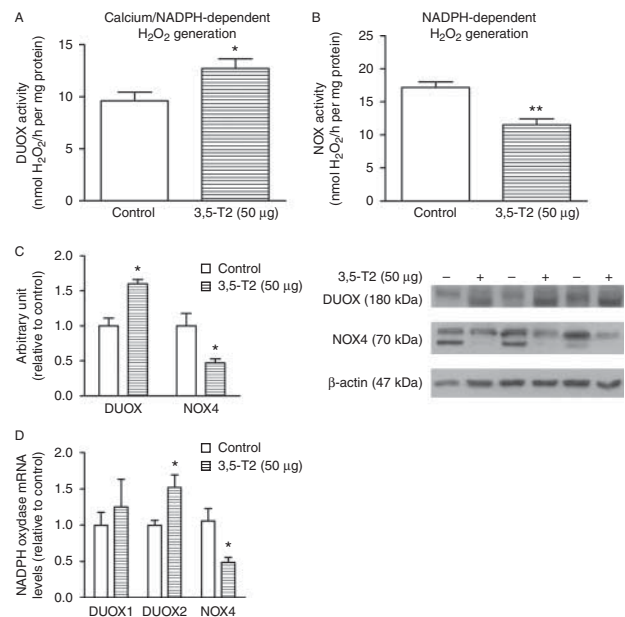 A
Calcium/NADPH-dependent
H₂O₂ generation
DUOX activity
(nmol H₂O₂/h per mg protein)
15
10
5
0
*
Control
3,5-T2 (50 μg)
B
NADPH-dependent
H₂O₂ generation
NOX activity
(nmol H₂O₂/h per mg protein)
25
20
15
10
5
0
**
Control
3,5-T2 (50 μg)
C
Arbitrary unit
(relative to control)
2.0
1.5
1.0
0.5
0.0
*
*
Control
3,5-T2 (50 μg)
DUOX
NOX4
3,5-T2 (50 μg) – + – + – +
DUOX (180 kDa)
NOX4 (70 kDa)
β-actin (47 kDa)
D
NADPH oxydase mRNA
levels (relative to control)
2.0
1.5
1.0
0.5
0.0
*
*
Control
3,5-T2 (50 μg)
DUOX1
DUOX2
NOX4